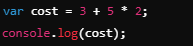 var cost = 3 + 5 * 2;
console.log(cost);